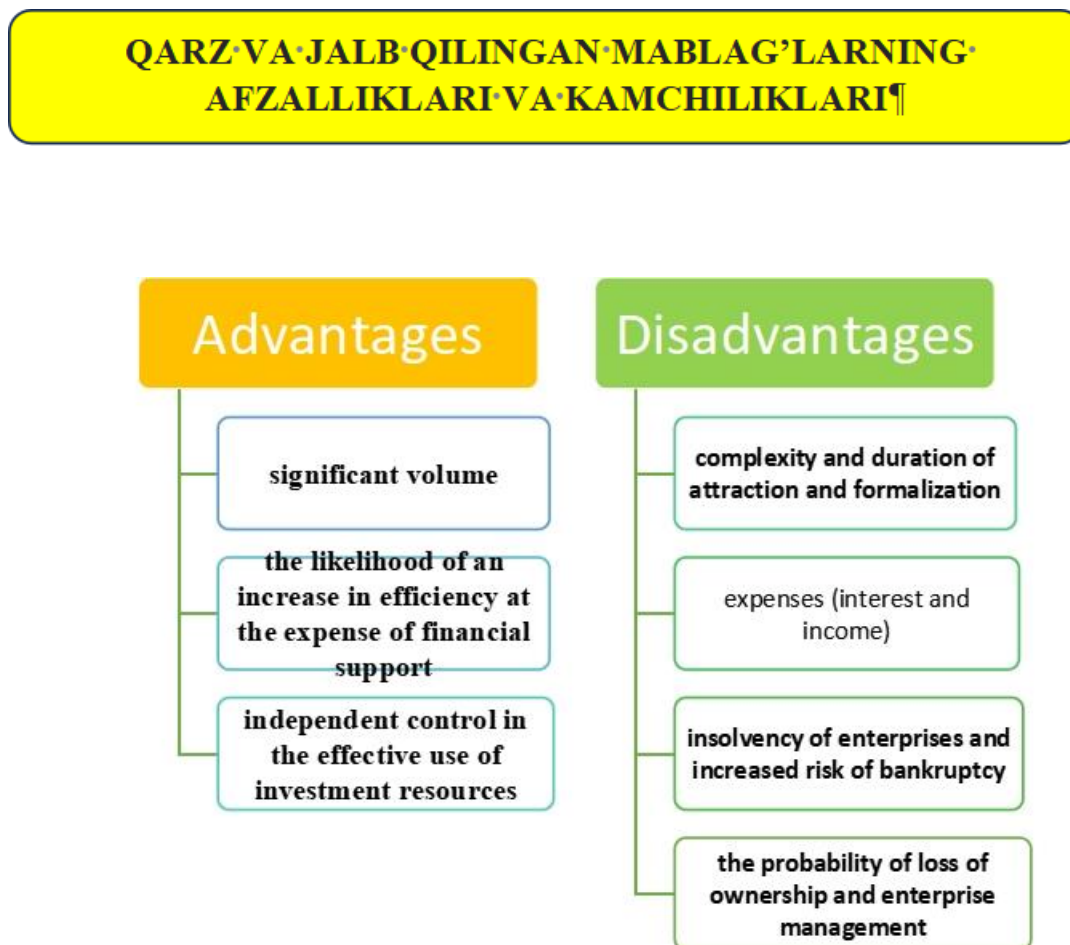 QARZ·VA·JALB·QILINGAN·MABLAG’LARNING·
AFZALLIKLARI·VA·KAMCHILIKLARI¶
Advantages
significant volume
the likelihood of an
increase in efficiency at
the expense of financial
support
independent control in
the effective use of
investment resources
Disadvantages
complexity and duration of
attraction and formalization
expenses (interest and
income)
insolvency of enterprises and
increased risk of bankruptcy
the probability of loss of
ownership and enterprise
management